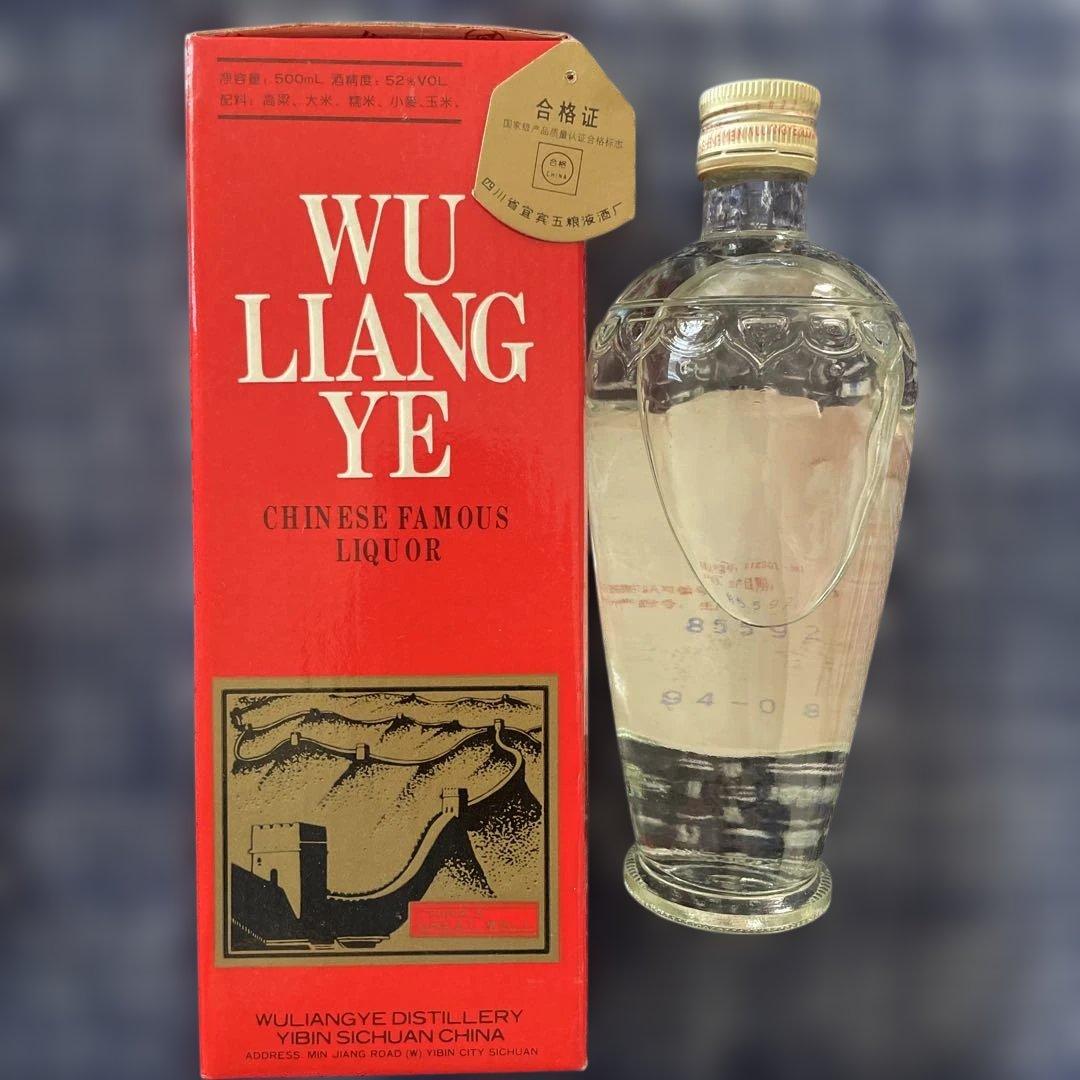 净容量：500mL 酒精度：52%VOL
配料：高粱、大米、糯米、小麦、玉米、
合格证
国家级产品质量认证合格标志
合格
CHINA
四川省宜宾五粮液酒厂
WU
LIANG
YE
CHINESE FAMOUS
LIQUOR
85592
94-08
WULIANGYE DISTILLERY
YIBIN SICHUAN CHINA
ADDRESS. MIN JIANG ROAD (W) YIBIN CITY SICHUAN